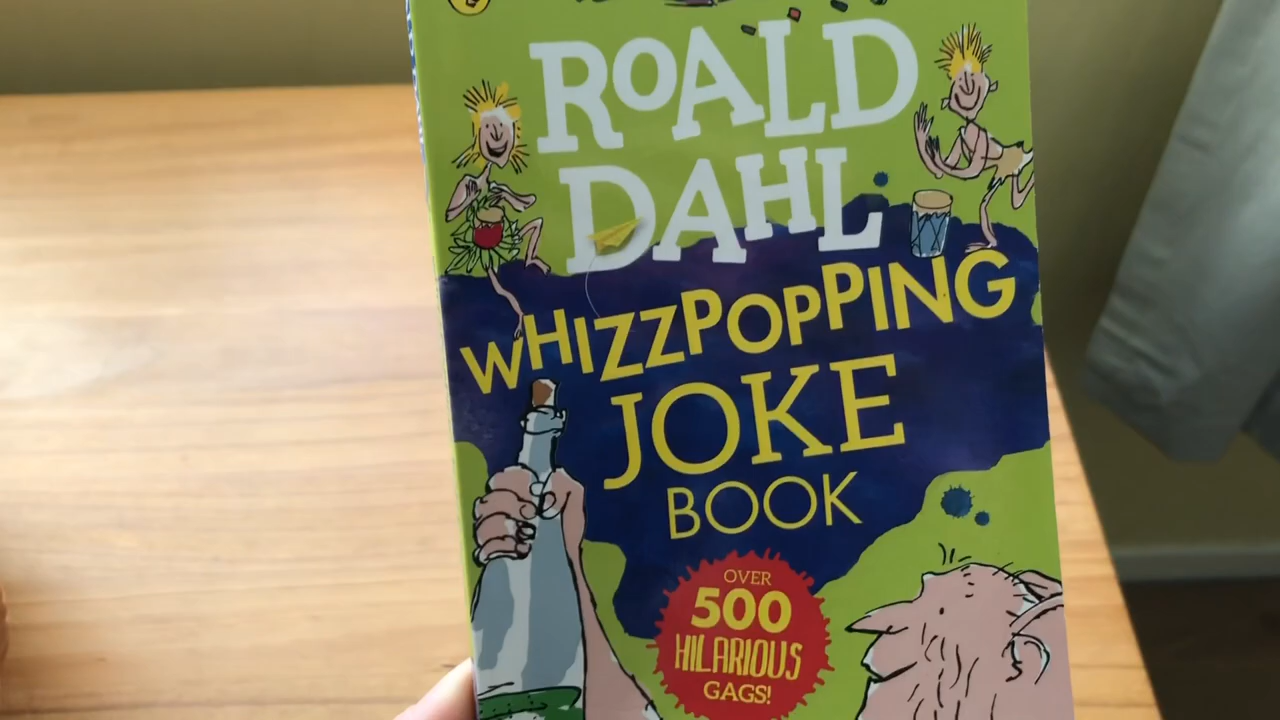 ROALD
DAHL
WHIZZPOPPING
JOKE
BOOK
OVER
500
HILARIOUS
GAGS!